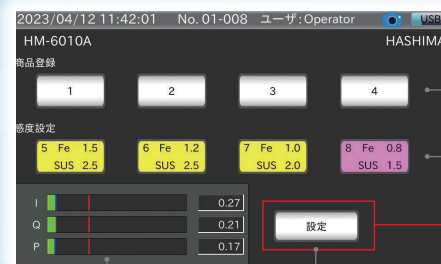 2023/04/12 11:42:01 No. 01-008 ユーザ: Operator USB
HM-6010A HASHIMA
商品登録
1 2 3 4
感度設定
5 Fe 1.5 6 Fe 1.2 7 Fe 1.0 8 Fe 0.8
SUS 2.5 SUS 2.5 SUS 2.0 SUS 1.5
I 0.27
Q 0.21
P 0.17
設定